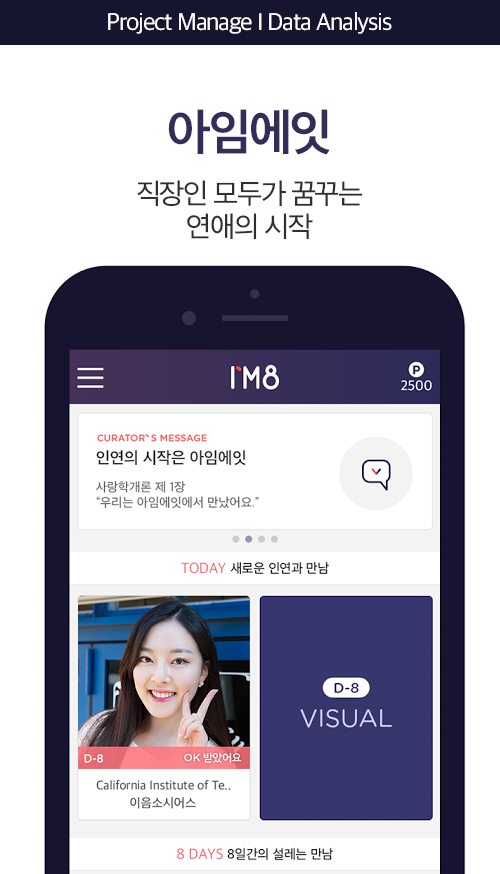 Project Manage I Data Analysis
아임에잇
직장인 모두가 꿈꾸는
연애의 시작
I'M8
P
2500
CURATOR`S MESSAGE
인연의 시작은 아임에잇
사랑학개론 제 1장
“우리는 아임에잇에서 만났어요.”
TODAY 새로운 인연과 만남
D-8 OK 받았어요
California Institute of Te..
이음소시어스
D-8
VISUAL
8 DAYS 8일간의 설레는 만남